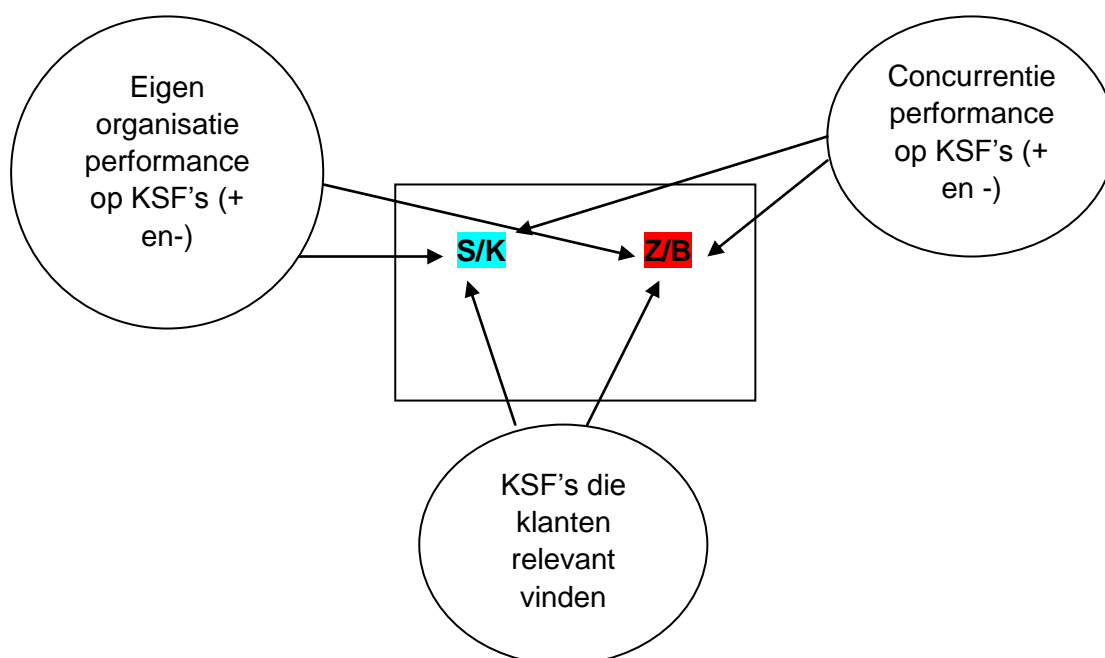 Eigen
organisatie
performance
op KSF’s (+
en-)
Concurrentie
performance
op KSF’s (+
en -)
S/K
Z/B
KSF’s die
klanten
relevant
vinden